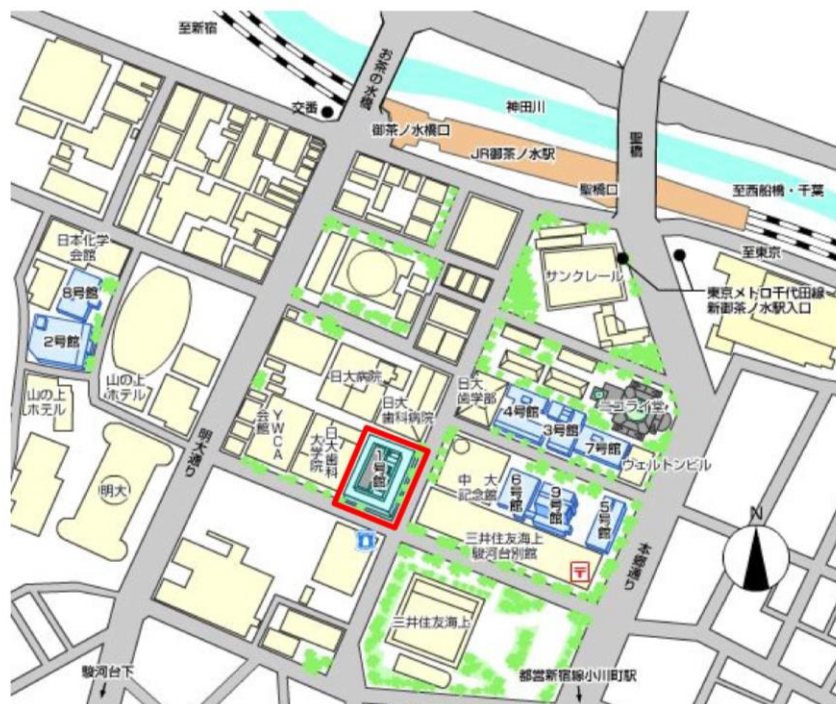 至新宿
お茶の水橋
交番
神田川
御茶ノ水橋口
JR御茶ノ水駅
聖橋
聖橋口
至西船橋・千葉
至東京
サンクレール
東京メトロ千代田線
新御茶ノ水駅入口
日本化学
会館
8号館
2号館
山の上
ホテル
山の上
ホテル
日大病院
日大
歯科病院
日大
歯学部
4号館
3号館
7号館
ニコライ堂
ヴェルトンビル
YWCA
会館
日大歯科
大学院
1号館
中大
記念館
6号館
9号館
5号館
明大通り
明大
三井住友海上
駿河台別館
本郷通り
〒
N
三井住友海上
駿河台下
都営新宿線小川町駅